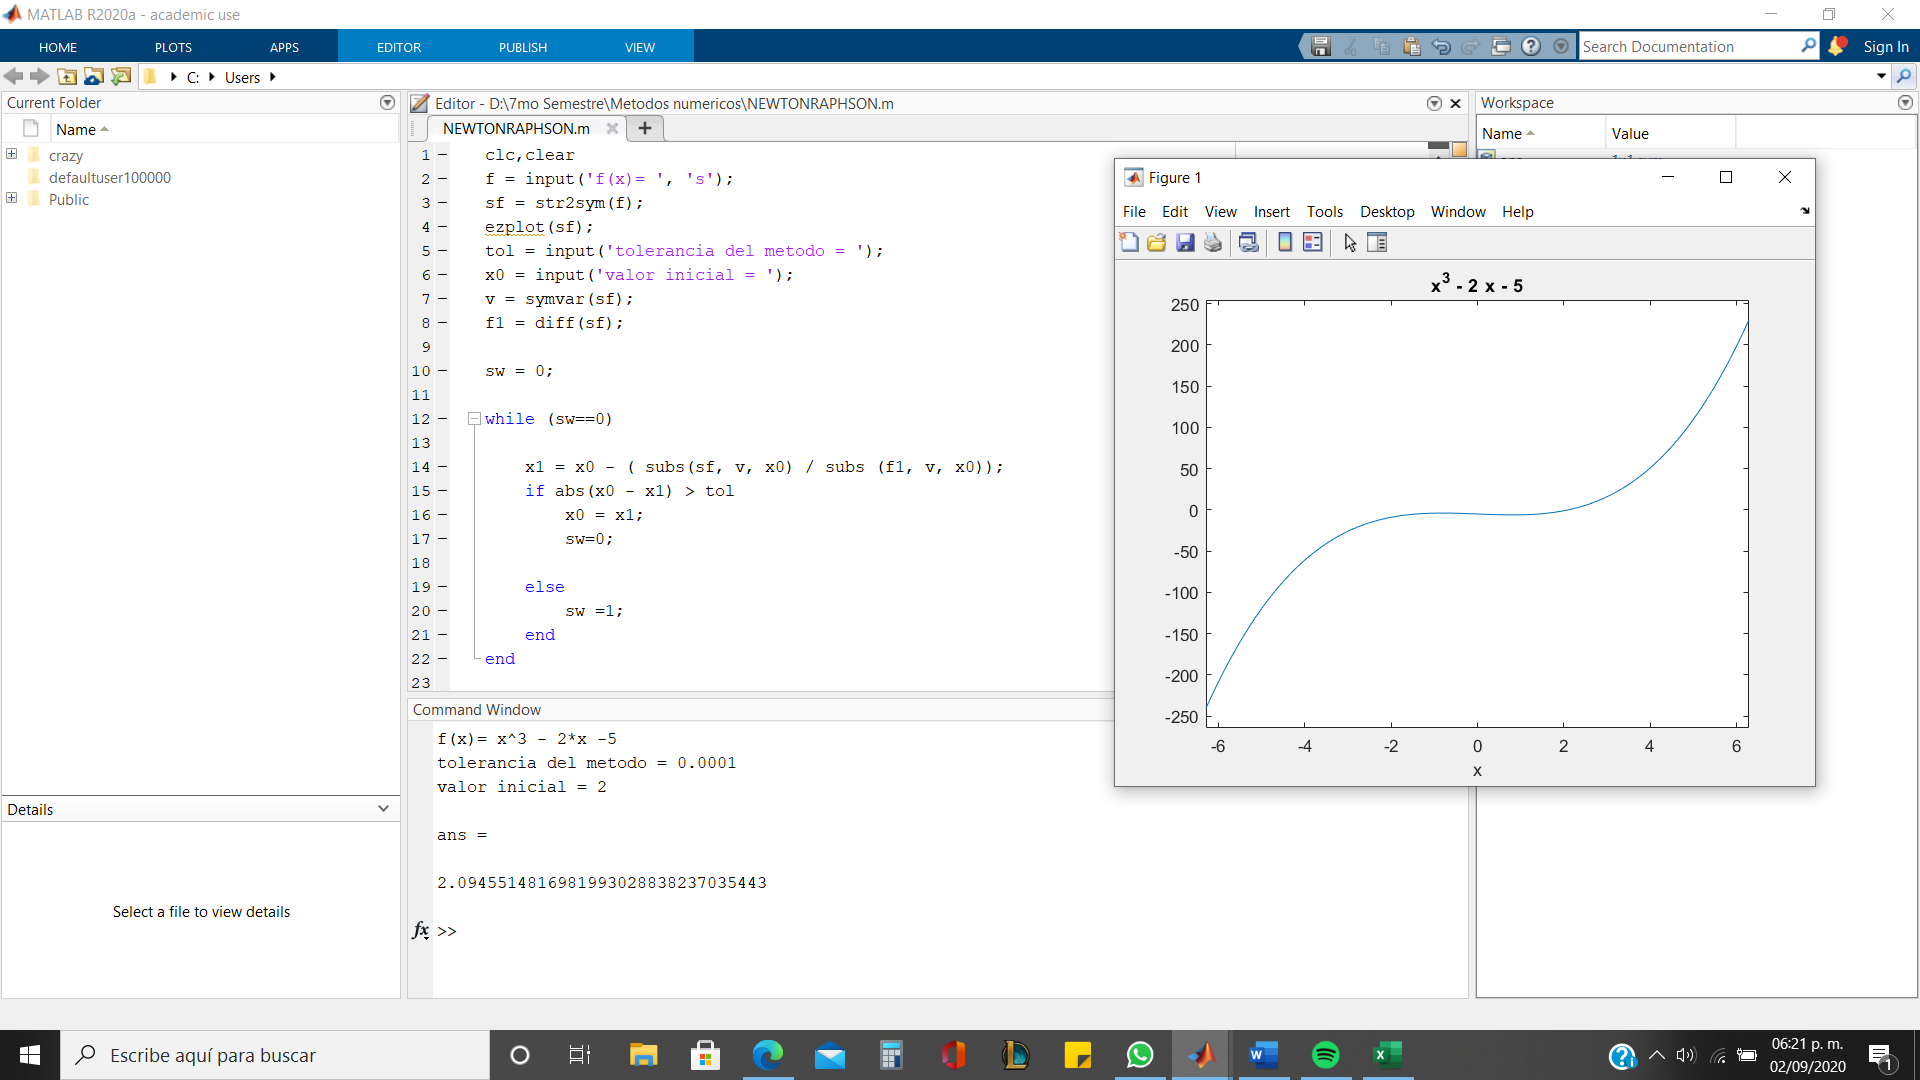 MATLAB R2020a - academic use
HOME PLOTS APPS EDITOR PUBLISH VIEW
Search Documentation
Sign In
C: Users
Current Folder
Name
crazy
defaultuser100000
Public
Details
Select a file to view details
Editor - D:\7mo Semestre\Metodos numericos\NEWTONRAPHSON.m
NEWTONRAPHSON.m
1 clc,clear
2 f = input('f(x)= ', 's');
3 sf = str2sym(f);
4 ezplot(sf);
5 tol = input('tolerancia del metodo = ');
6 x0 = input('valor inicial = ');
7 v = symvar(sf);
8 f1 = diff(sf);
9
10 sw = 0;
11
12 while (sw==0)
13
14 x1 = x0 - ( subs(sf, v, x0) / subs (f1, v, x0));
15 if abs(x0 - x1) > tol
16 x0 = x1;
17 sw=0;
18
19 else
20 sw =1;
21 end
22 end
23
Command Window
f(x)= x^3 - 2*x -5
tolerancia del metodo = 0.0001
valor inicial = 2
ans =
2.0945514816981993028838237035443
fx >>
Workspace
Name Value
Figure 1
File Edit View Insert Tools Desktop Window Help
x³ - 2 x - 5
250
200
150
100
50
0
-50
-100
-150
-200
-250
-6 -4 -2 0 2 4 6
x
Escribe aquí para buscar
06:21 p. m.
02/09/2020
1